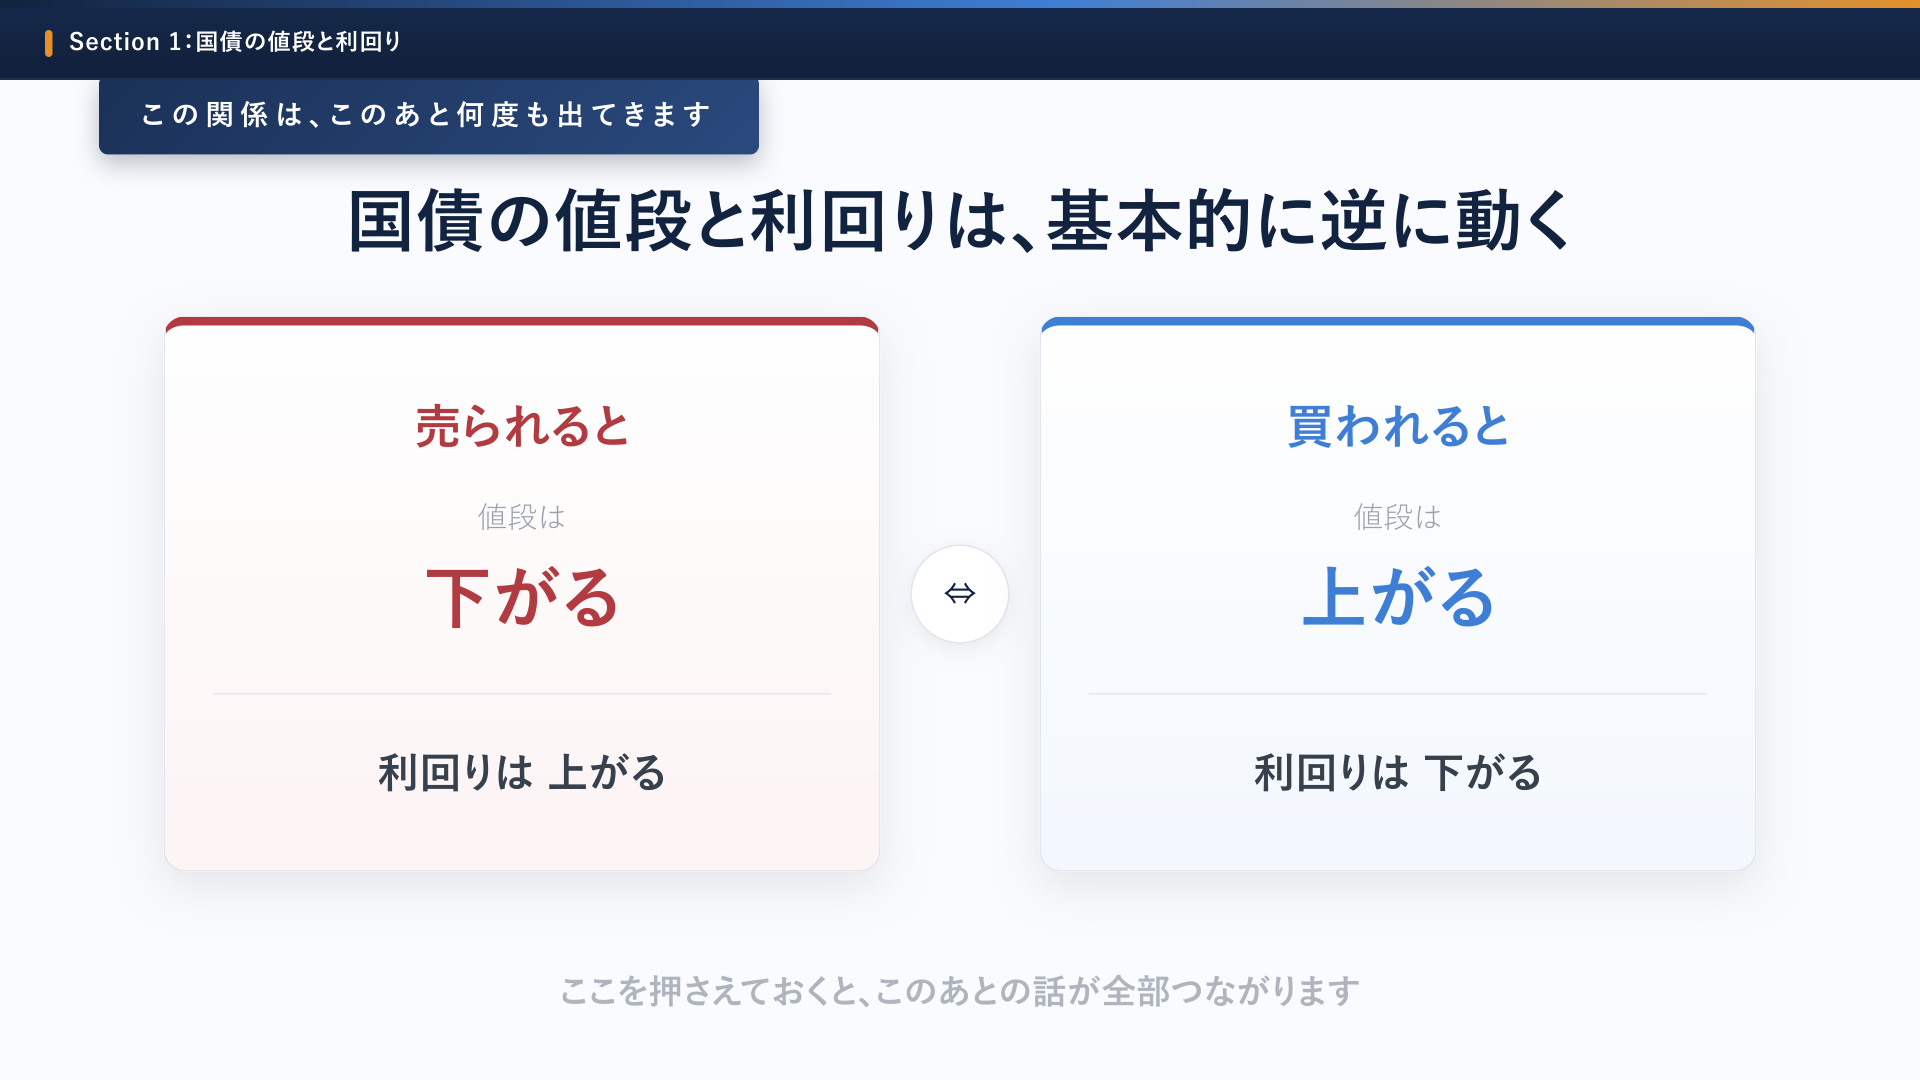 Section 1：国債の値段と利回り
この関係は、このあと何度も出てきます
国債の値段と利回りは、基本的に逆に動く
売られると
値段は
下がる
利回りは 上がる
⇔
買われると
値段は
上がる
利回りは 下がる
ここを押さえておくと、このあとの話が全部つながります